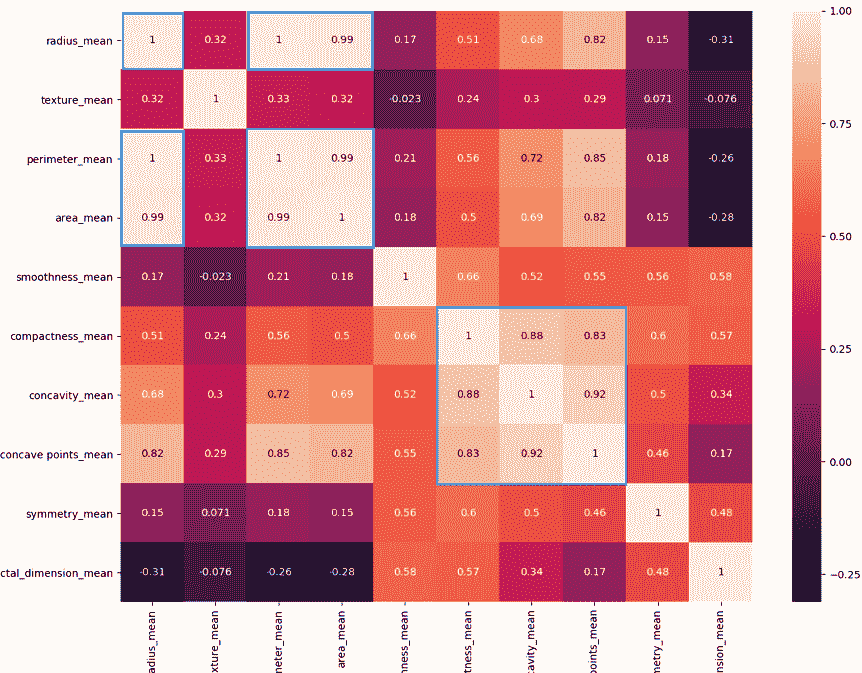 radius_mean 1 0.32 1 0.99 0.17 0.51 0.68 0.82 0.15 -0.31
texture_mean 0.32 1 0.33 0.32 -0.023 0.24 0.3 0.29 0.071 -0.076
perimeter_mean 1 0.33 1 0.99 0.21 0.56 0.72 0.85 0.18 -0.26
area_mean 0.99 0.32 0.99 1 0.18 0.5 0.69 0.82 0.15 -0.28
smoothness_mean 0.17 -0.023 0.21 0.18 1 0.66 0.52 0.55 0.56 0.58
compactness_mean 0.51 0.24 0.56 0.5 0.66 1 0.88 0.83 0.6 0.57
concavity_mean 0.68 0.3 0.72 0.69 0.52 0.88 1 0.92 0.5 0.34
concave points_mean 0.82 0.29 0.85 0.82 0.55 0.83 0.92 1 0.46 0.17
symmetry_mean 0.15 0.071 0.18 0.15 0.56 0.6 0.5 0.46 1 0.48
ctal_dimension_mean -0.31 -0.076 -0.26 -0.28 0.58 0.57 0.34 0.17 0.48 1
adius_mean
xture_mean
meter_mean
area_mean
nness_mean
tness_mean
cavity_mean
points_mean
metry_mean
nsion_mean
1.00
0.75
0.50
0.25
0.00
−0.25